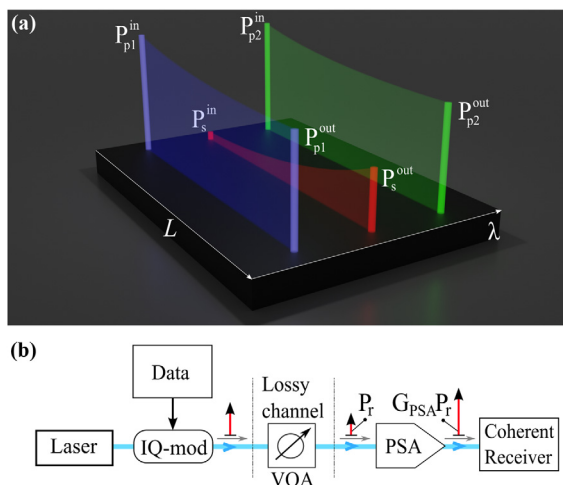 (a)
P_p1^in
P_p2^in
P_s^in
P_p1^out
P_p2^out
P_s^out
L
λ
(b)
Data
Lossy
channel
P_r
G_PSA P_r
Laser
IQ-mod
VOA
PSA
Coherent
Receiver